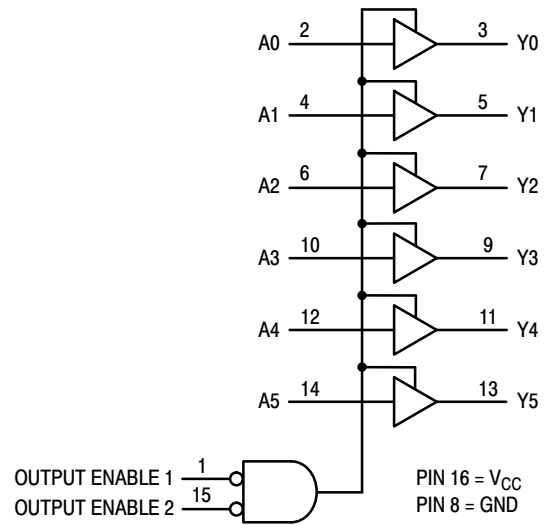 A0 2 3 Y0
A1 4 5 Y1
A2 6 7 Y2
A3 10 9 Y3
A4 12 11 Y4
A5 14 13 Y5
OUTPUT ENABLE 1 1
OUTPUT ENABLE 2 15
PIN 16 = VCC
PIN 8 = GND